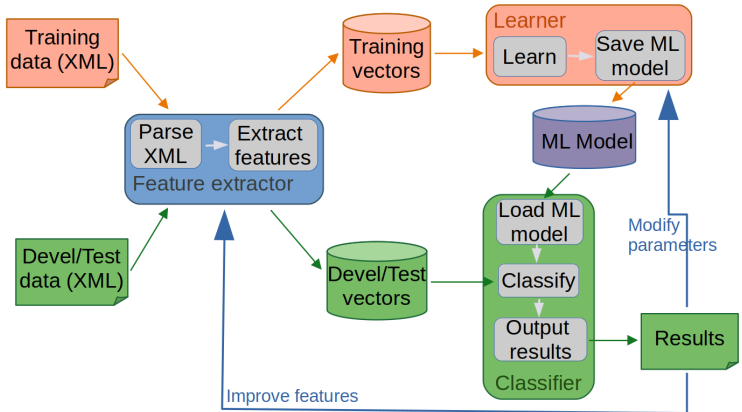 Training
data (XML)
Training
vectors
Learner
Learn
Save ML
model
Parse
XML
Extract
features
Feature extractor
ML Model
Devel/Test
data (XML)
Devel/Test
vectors
Load ML
model
Classify
Output
results
Classifier
Modify
parameters
Results
Improve features